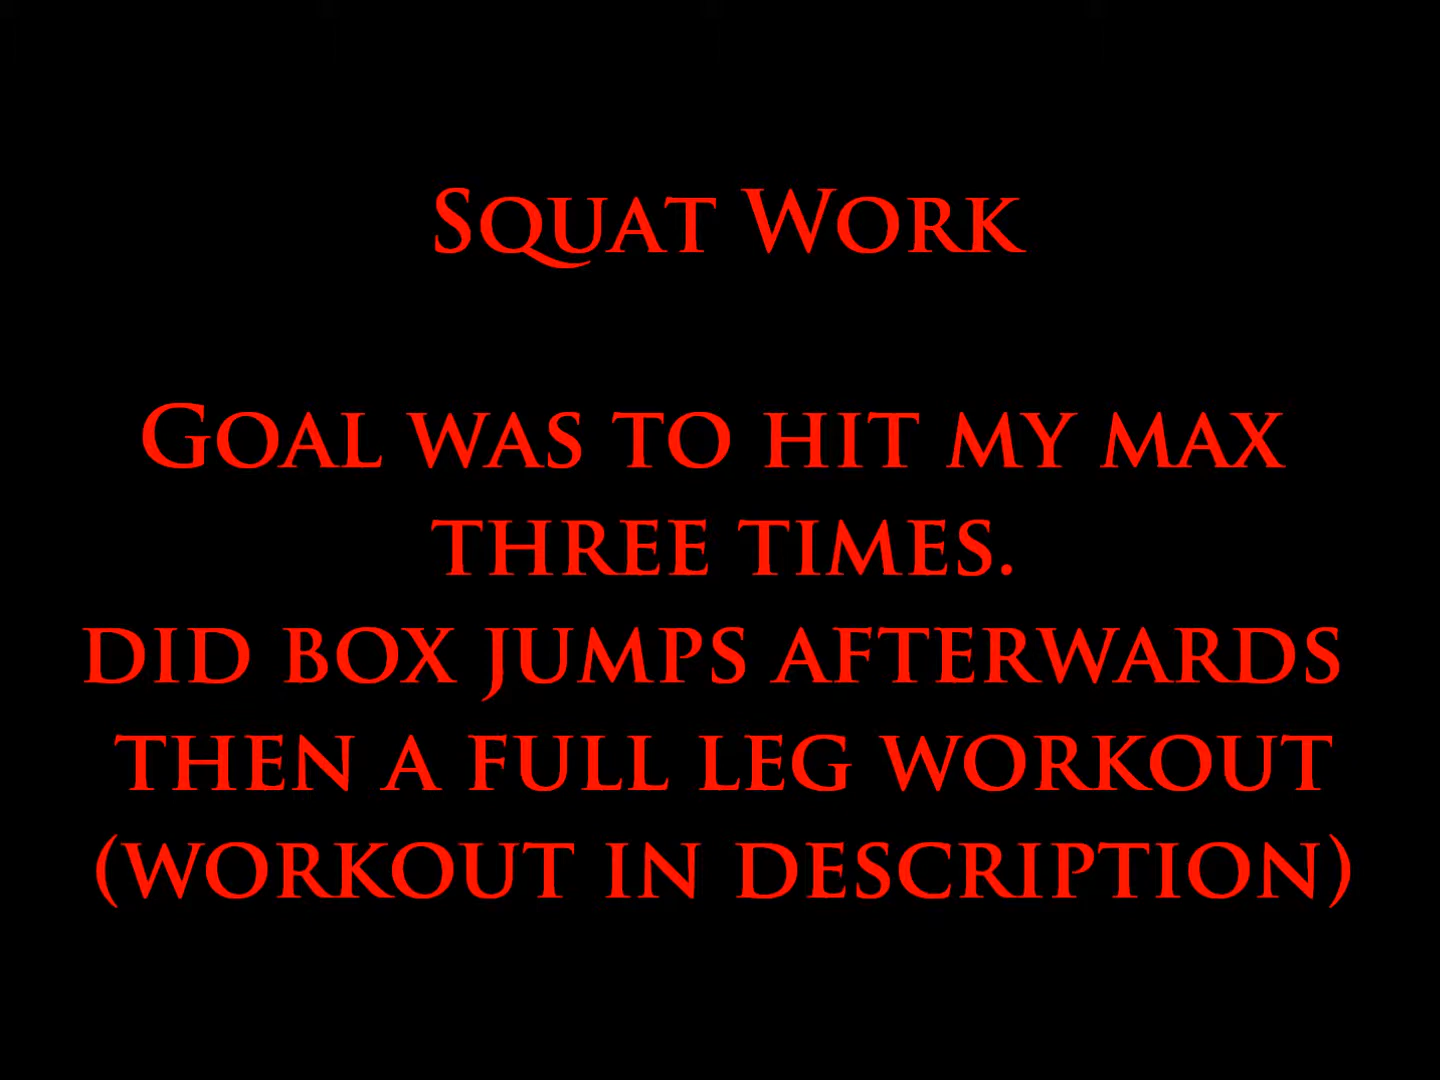 Squat Work
Goal was to hit my max
three times.
did box jumps afterwards
then a full leg workout
(workout in description)